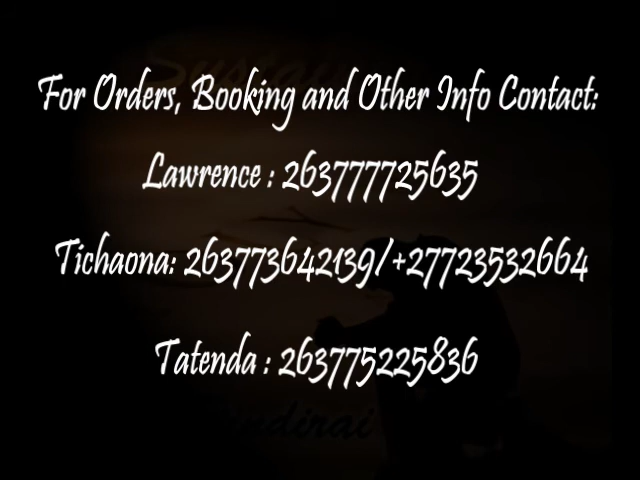 For Orders, Booking and Other Info Contact:
Lawrence : 263777725635
Tichaona: 263773642139/+27723532664
Tatenda : 263775225836